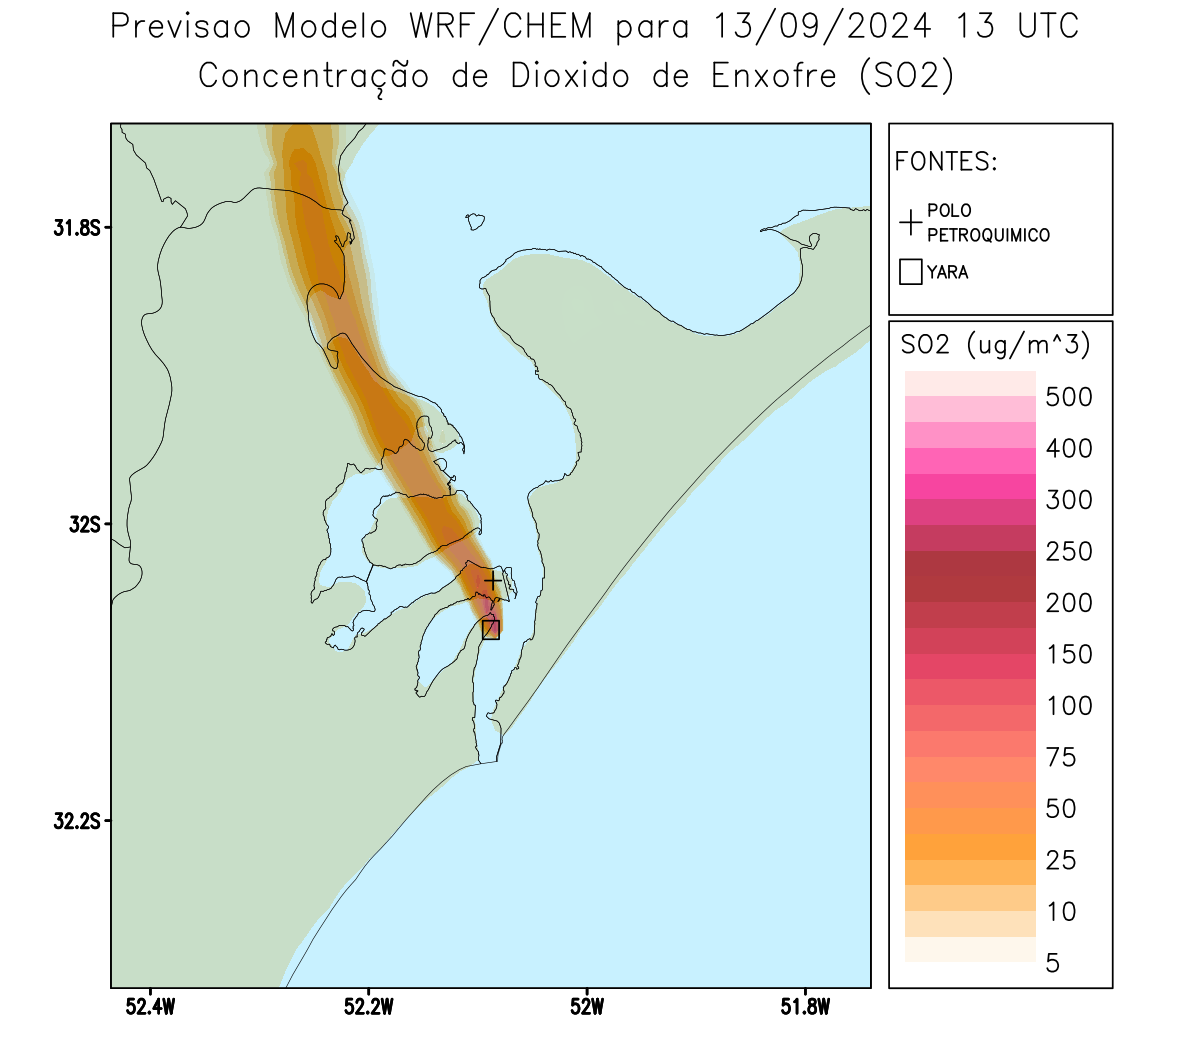 Previsao Modelo WRF/CHEM para 13/09/2024 13 UTC
Concentração de Dioxido de Enxofre (SO2)
FONTES:
POLO
PETROQUIMICO
YARA
SO2 (ug/m^3)
500
400
300
250
200
150
100
75
50
25
10
5
31.8S
32S
32.2S
52.4W
52.2W
52W
51.8W